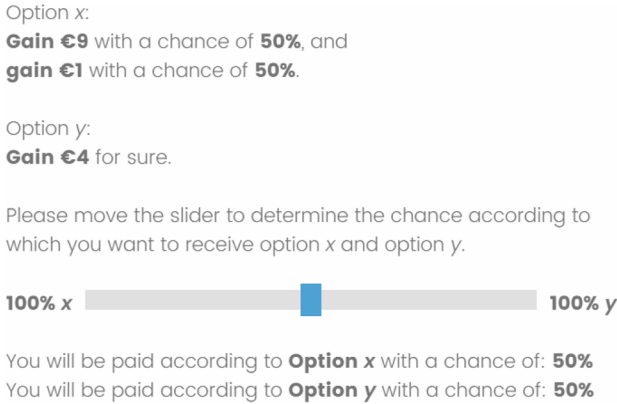 Option x:
Gain €9 with a chance of 50%, and
gain €1 with a chance of 50%.
Option y:
Gain €4 for sure.
Please move the slider to determine the chance according to
which you want to receive option x and option y.
100% x 100% y
You will be paid according to Option x with a chance of: 50%
You will be paid according to Option y with a chance of: 50%